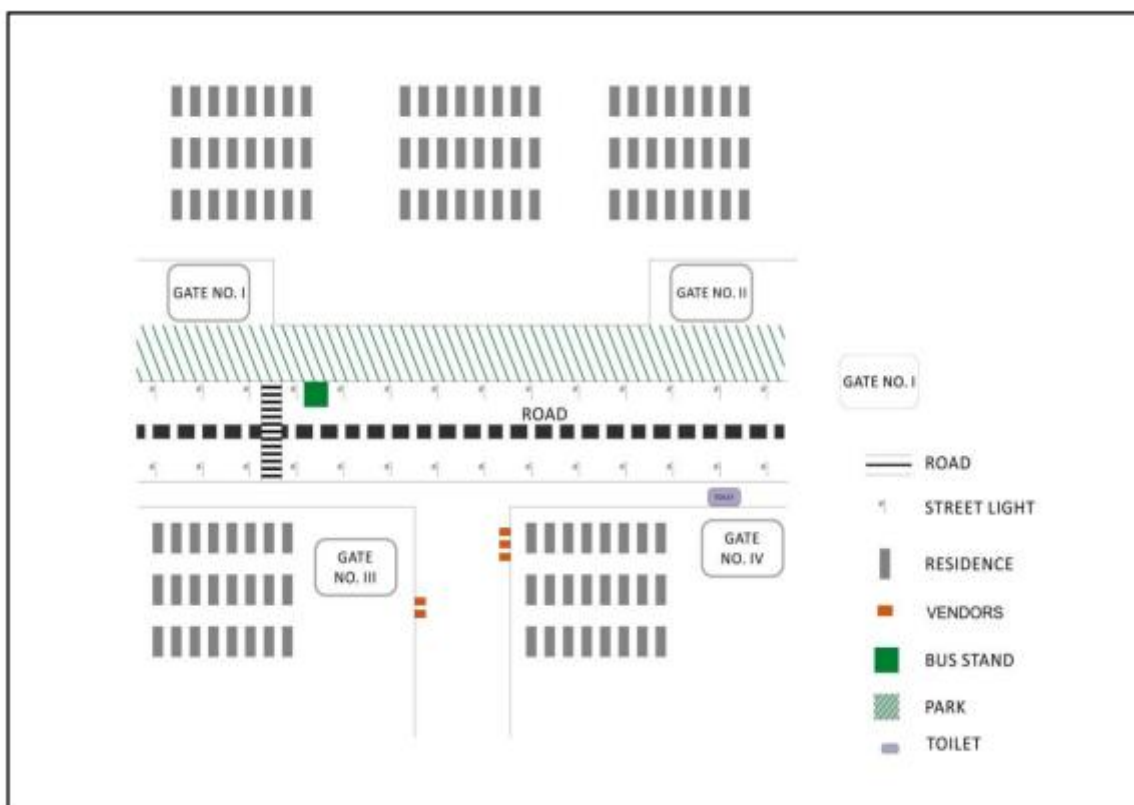 GATE NO. I
GATE NO. II
GATE NO. I
ROAD
ROAD
STREET LIGHT
GATE
NO. III
GATE
NO. IV
RESIDENCE
VENDORS
BUS STAND
PARK
TOILET